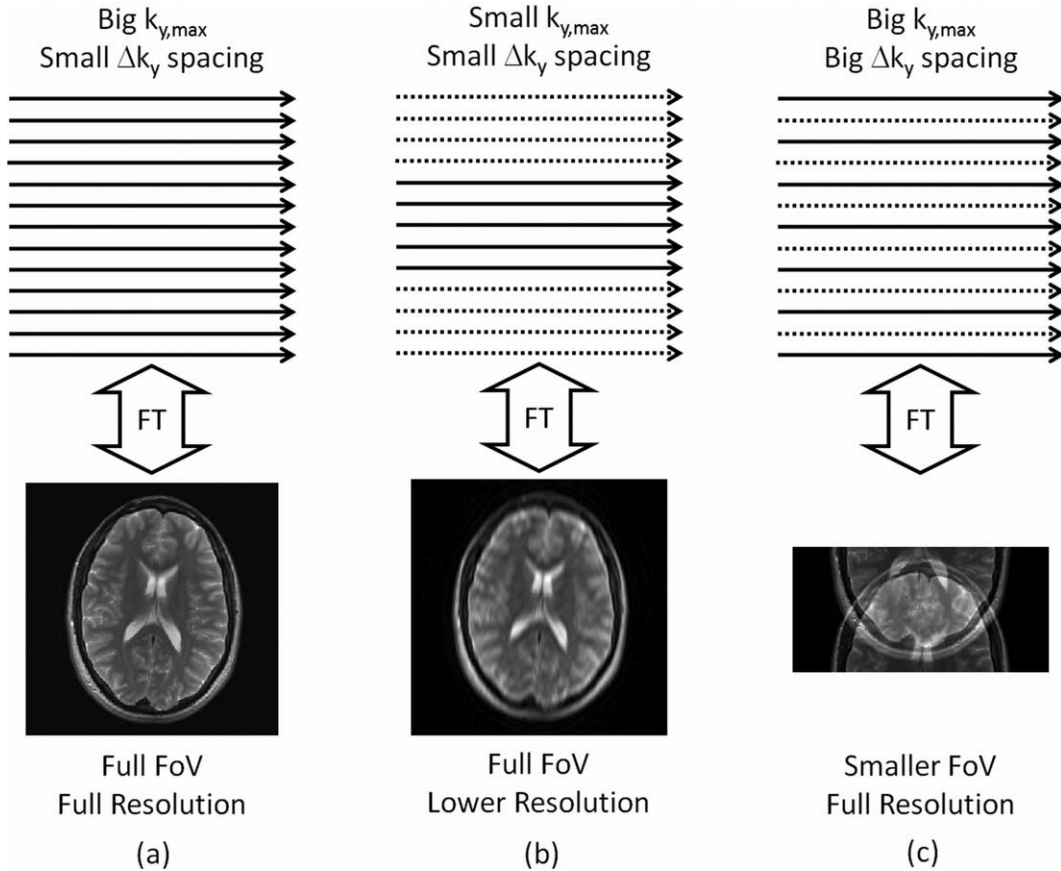 Big k_y,max
Small Δk_y spacing
Small k_y,max
Small Δk_y spacing
Big k_y,max
Big Δk_y spacing
FT
FT
FT
Full FoV
Full Resolution
(a)
Full FoV
Lower Resolution
(b)
Smaller FoV
Full Resolution
(c)